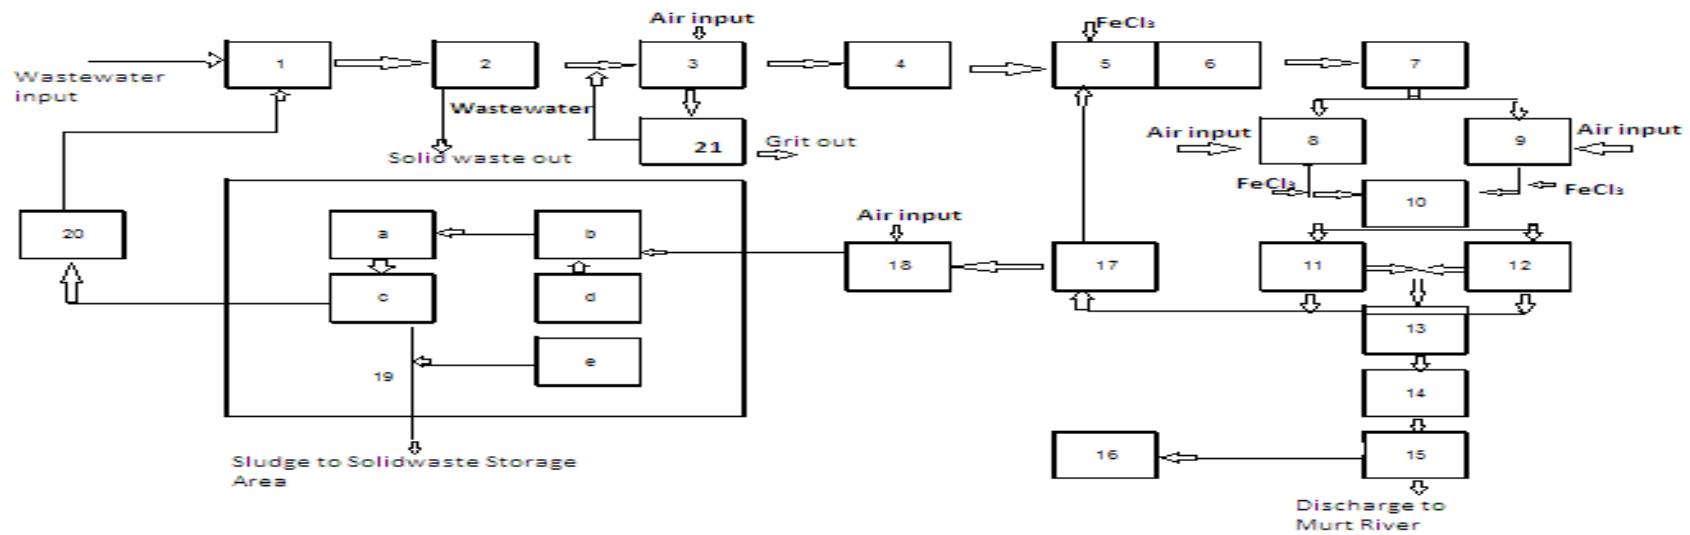 Air input
FeCl₃
1
2
3
4
5
6
7
Wastewater
input
Wastewater
Solid waste out
21
Grit out
Air input
8
9
Air input
FeCl₃
FeCl₃
10
20
a
b
Air input
18
17
11
12
c
d
13
e
19
14
16
15
Sludge to Solidwaste Storage
Area
Discharge to
Murt River